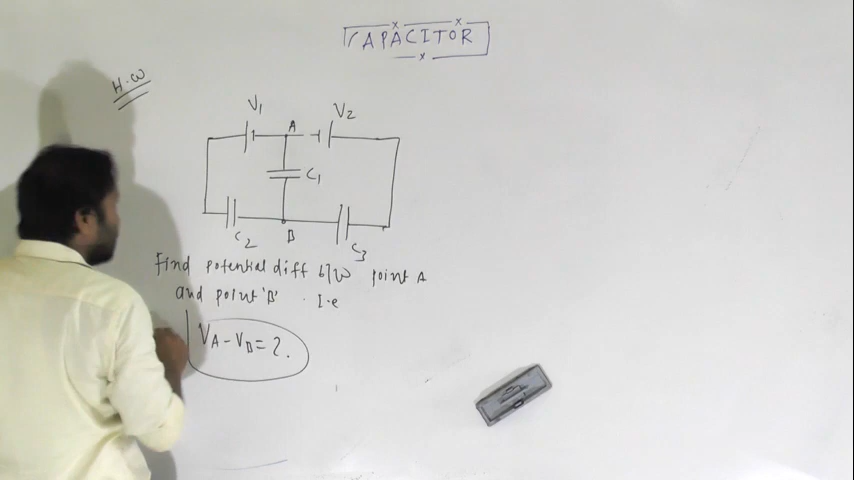 CAPACITOR
H.W
V1
V2
A
C1
C2
B
C3
Find potential diff b/w point A
and point 'B' . I.e
VA - VB = ?.